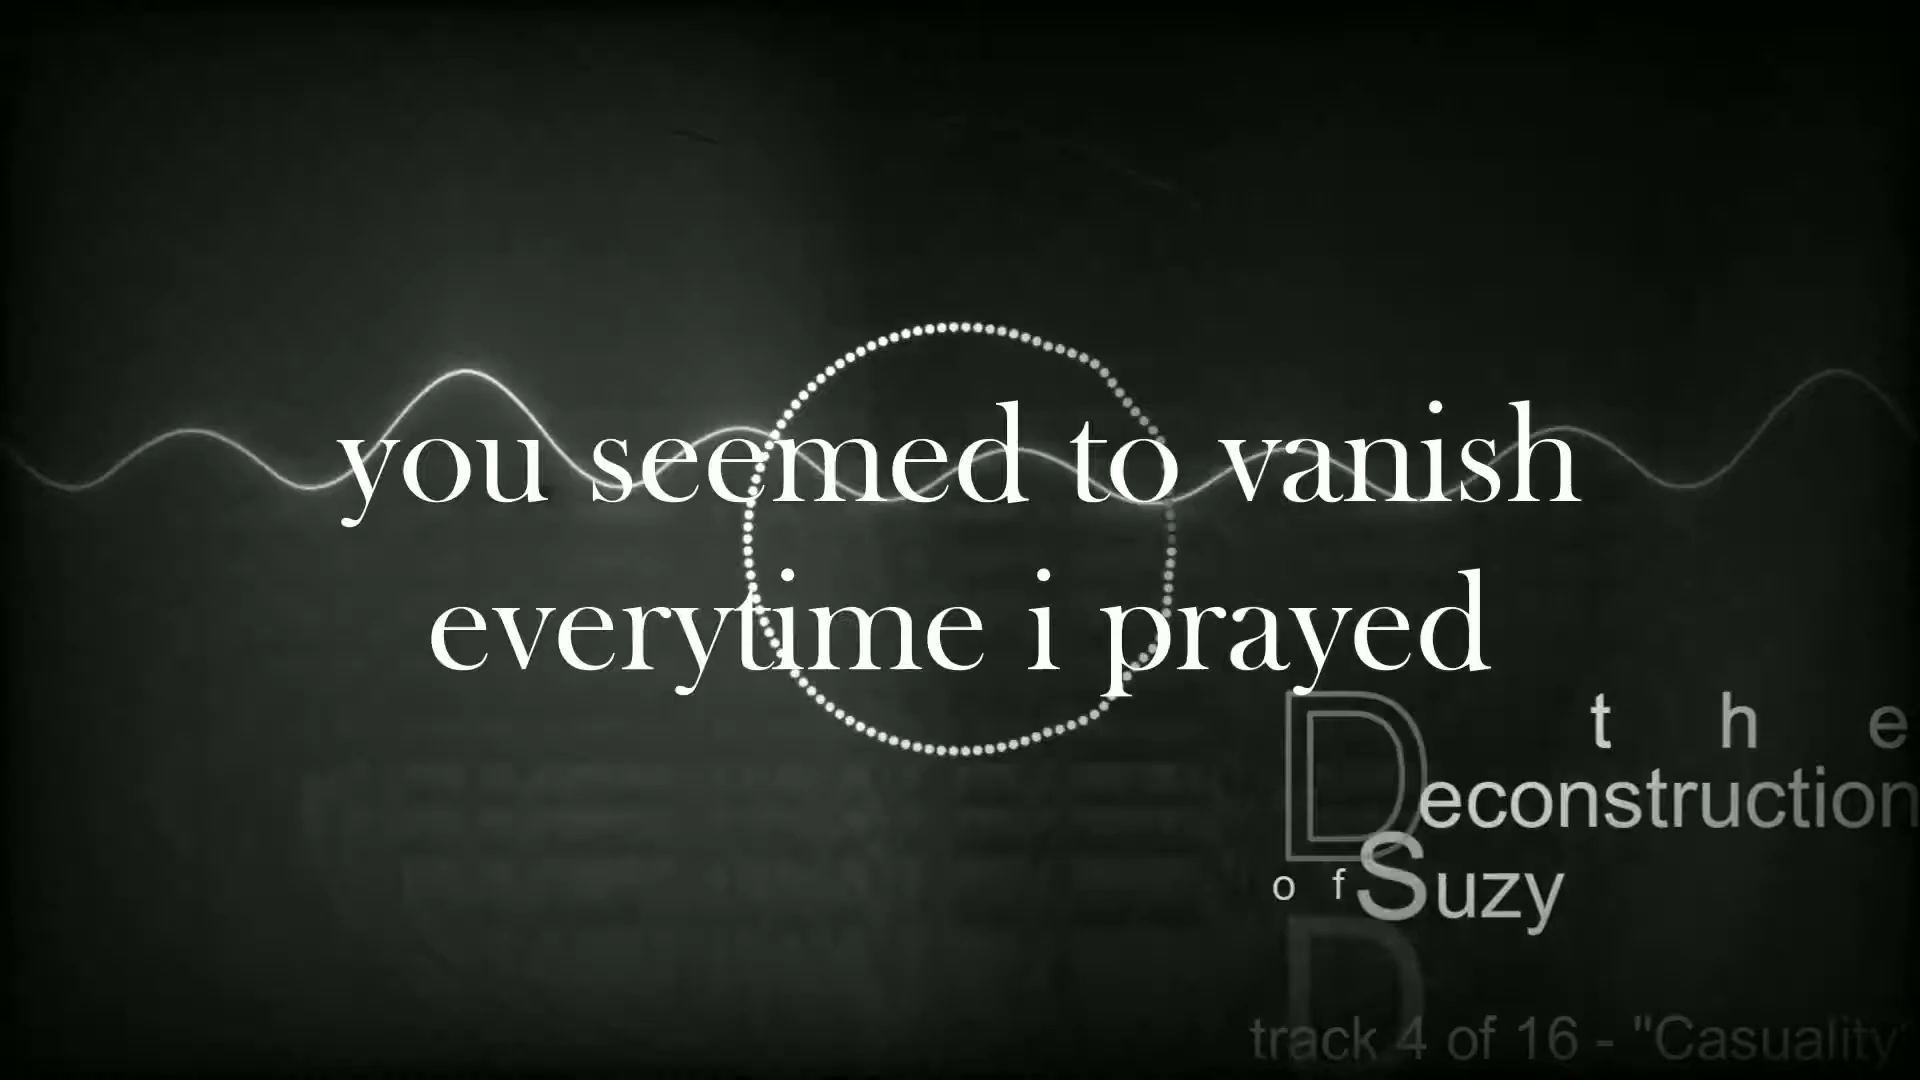 you seemed to vanish
everytime i prayed
the
Deconstruction
of Suzy
D
track 4 of 16 - "Casuality"